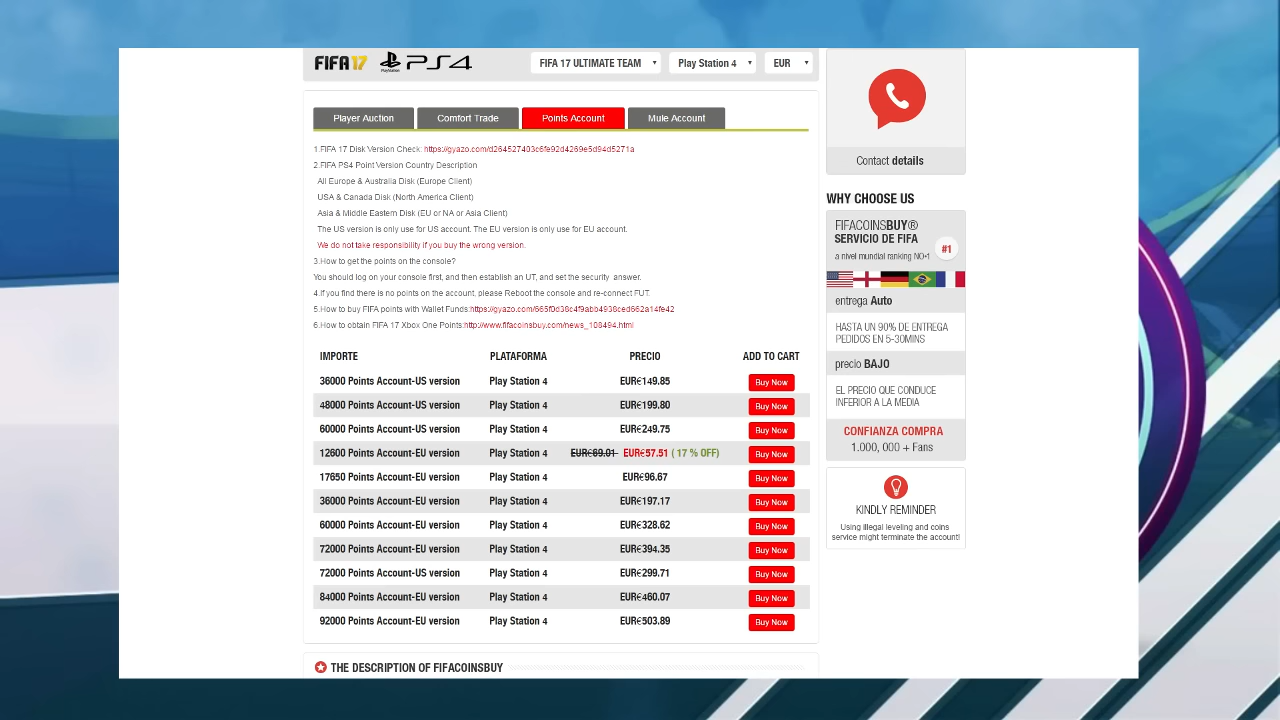 FIFA 17 PlayStation PS4 FIFA 17 ULTIMATE TEAM Play Station 4 EUR
Player Auction Comfort Trade Points Account Mule Account
1.FIFA 17 Disk Version Check: https://gyazo.com/d264527403c6fe92d4269e5d94d5271a
2.FIFA PS4 Point Version Country Description
All Europe & Australia Disk (Europe Client)
USA & Canada Disk (North America Client)
Asia & Middle Eastern Disk (EU or NA or Asia Client)
The US version is only use for US account. The EU version is only use for EU account.
We do not take responsibility if you buy the wrong version.
3.How to get the points on the console?
You should log on your console first, and then establish an UT, and set the security answer.
4.If you find there is no points on the account, please Reboot the console and re-connect FUT.
5.How to buy FIFA points with Wallet Funds:https://gyazo.com/665f0d38c4f9abb4938ced662a14fe42
6.How to obtain FIFA 17 Xbox One Points:http://www.fifacoinsbuy.com/news_108494.html
IMPORTE PLATAFORMA PRECIO ADD TO CART
36000 Points Account-US version Play Station 4 EUR€149.85 Buy Now
48000 Points Account-US version Play Station 4 EUR€199.80 Buy Now
60000 Points Account-US version Play Station 4 EUR€249.75 Buy Now
12600 Points Account-EU version Play Station 4 EUR€69.01 EUR€57.51 ( 17 % OFF) Buy Now
17650 Points Account-EU version Play Station 4 EUR€96.67 Buy Now
36000 Points Account-EU version Play Station 4 EUR€197.17 Buy Now
60000 Points Account-EU version Play Station 4 EUR€328.62 Buy Now
72000 Points Account-EU version Play Station 4 EUR€394.35 Buy Now
72000 Points Account-US version Play Station 4 EUR€299.71 Buy Now
84000 Points Account-EU version Play Station 4 EUR€460.07 Buy Now
92000 Points Account-EU version Play Station 4 EUR€503.89 Buy Now
THE DESCRIPTION OF FIFACOINSBUY
Contact details
WHY CHOOSE US
FIFACOINSBUY®
SERVICIO DE FIFA
#1
a nivel mundial ranking NO•1
entrega Auto
HASTA UN 90% DE ENTREGA
PEDIDOS EN 5-30MINS
precio BAJO
EL PRECIO QUE CONDUCE
INFERIOR A LA MEDIA
CONFIANZA COMPRA
1.000, 000 + Fans
KINDLY REMINDER
Using illegal leveling and coins
service might terminate the account!